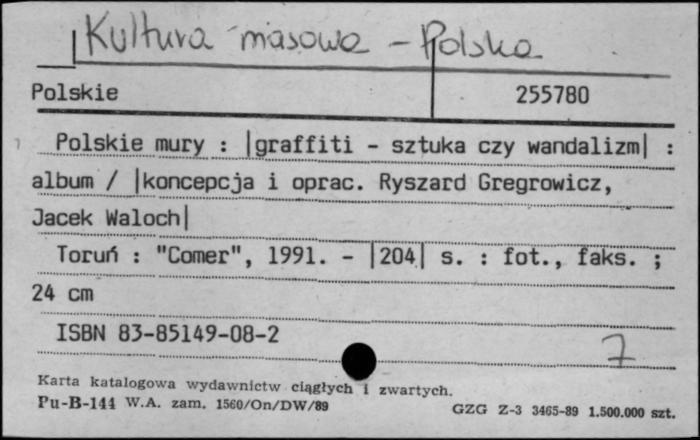 Kultura masowa - Polska
Polskie 255780
Polskie mury : |graffiti - sztuka czy wandalizm| :
album / |koncepcja i oprac. Ryszard Gregrowicz,
Jacek Waloch|
Toruń : "Comer", 1991. - |204| s. : fot., faks. ;
24 cm
ISBN 83-85149-08-2
7
Karta katalogowa wydawnictw ciągłych i zwartych.
Pu-B-144 W.A. zam. 1560/On/DW/89 GZG Z-3 3465-89 1.500.000 szt.